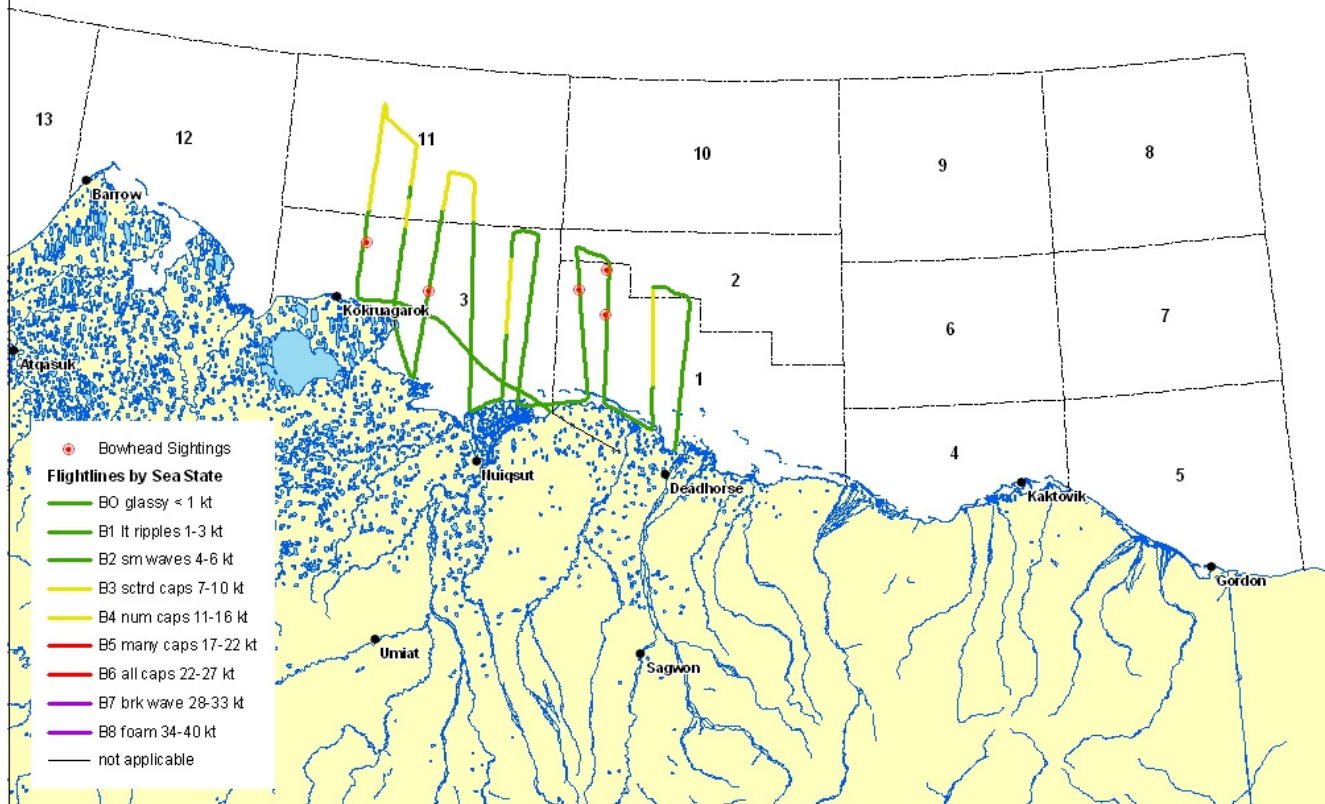 13
12
11
10
9
8
Barrow
3
2
6
7
Kokruagarok
Atqasuk
1
4
5
Nuiqsut
Deadhorse
Kaktovik
Gordon
Umiat
Sagwon
Bowhead Sightings
Flightlines by Sea State
B0 glassy < 1 kt
B1 lt ripples 1-3 kt
B2 sm waves 4-6 kt
B3 sctrd caps 7-10 kt
B4 num caps 11-16 kt
B5 many caps 17-22 kt
B6 all caps 22-27 kt
B7 brk wave 28-33 kt
B8 foam 34-40 kt
not applicable